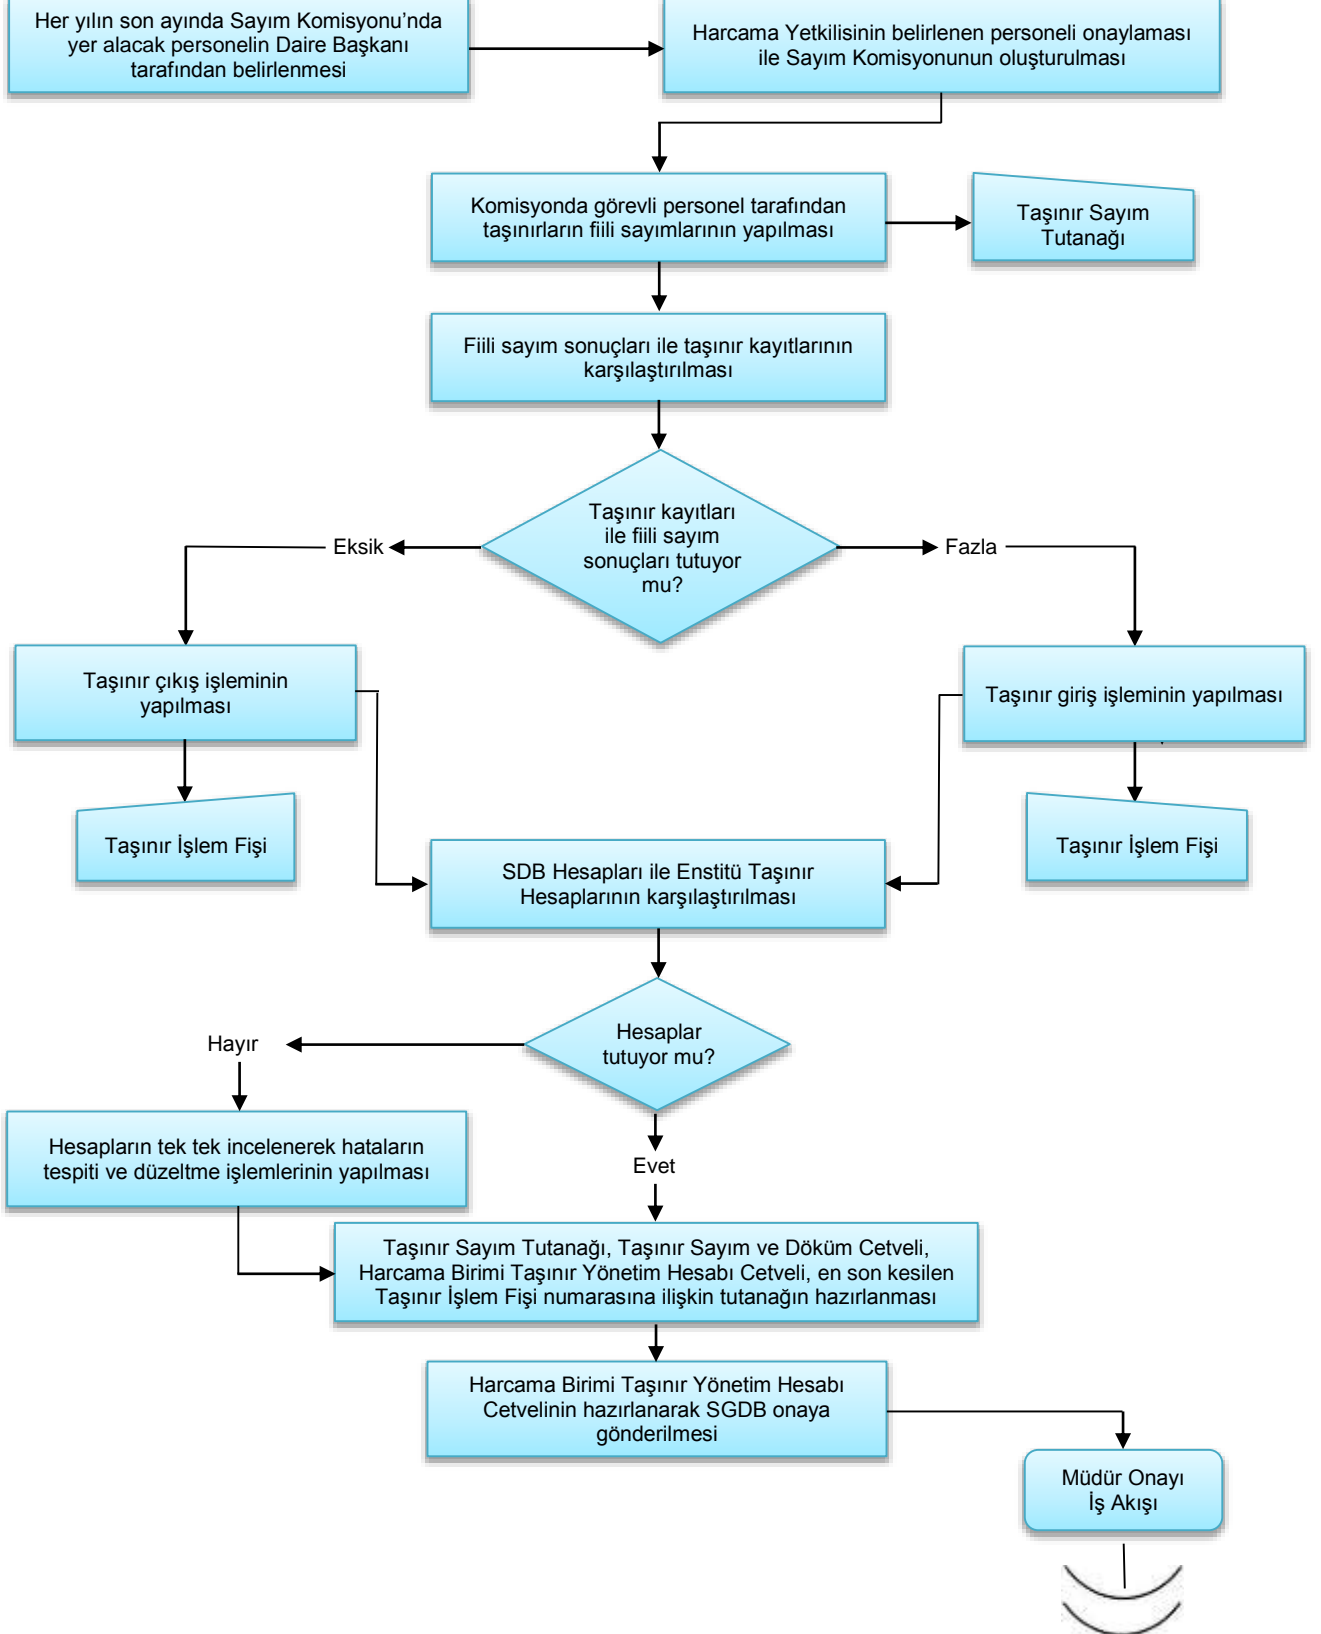 Her yılın son ayında Sayım Komisyonu’nda
yer alacak personelin Daire Başkanı
tarafından belirlenmesi
Harcama Yetkilisinin belirlenen personeli onaylaması
ile Sayım Komisyonunun oluşturulması
Komisyonda görevli personel tarafından
taşınırların fiili sayımlarının yapılması
Taşınır Sayım
Tutanağı
Fiili sayım sonuçları ile taşınır kayıtlarının
karşılaştırılması
Taşınır kayıtları
ile fiili sayım
sonuçları tutuyor
mu?
Eksik
Fazla
Taşınır çıkış işleminin
yapılması
Taşınır giriş işleminin yapılması
Taşınır İşlem Fişi
Taşınır İşlem Fişi
SDB Hesapları ile Enstitü Taşınır
Hesaplarının karşılaştırılması
Hesaplar
tutuyor mu?
Hayır
Evet
Hesapların tek tek incelenerek hataların
tespiti ve düzeltme işlemlerinin yapılması
Taşınır Sayım Tutanağı, Taşınır Sayım ve Döküm Cetveli,
Harcama Birimi Taşınır Yönetim Hesabı Cetveli, en son kesilen
Taşınır İşlem Fişi numarasına ilişkin tutanağın hazırlanması
Harcama Birimi Taşınır Yönetim Hesabı
Cetvelinin hazırlanarak SGDB onaya
gönderilmesi
Müdür Onayı
İş Akışı